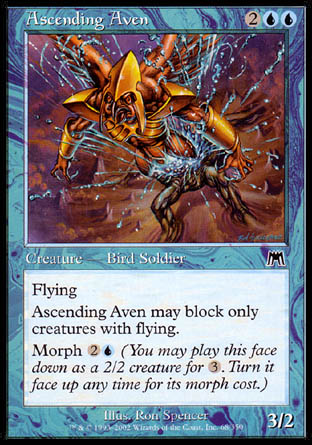 Ascending Aven 2
Creature — Bird Soldier
Flying
Ascending Aven may block only
creatures with flying.
Morph 2 (You may play this face
down as a 2/2 creature for 3. Turn it
face up any time for its morph cost.)
Illus. Ron Spencer
3/2
™ & © 1993-2002 Wizards of the Coast, Inc. 68/350